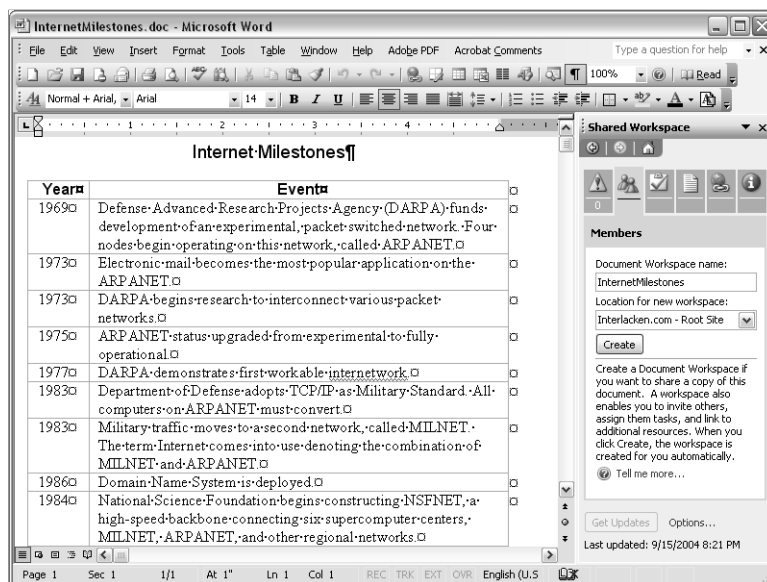 InternetMilestones.doc - Microsoft Word
File Edit View Insert Format Tools Table Window Help Adobe PDF Acrobat Comments Type a question for help
100% Read
Normal + Arial, Arial 14 B I U
1 2 3 4
Internet·Milestones¶
Year¤ Event¤ ¤
1969¤ Defense·Advanced·Research·Projects·Agency·(DARPA)·funds· ¤
development·of·an·experimental,·packet·switched·network.·Four·
nodes·begin·operating·on·this·network,·called·ARPANET.¤
1973¤ Electronic·mail·becomes·the·most·popular·application·on·the· ¤
ARPANET.¤
1973¤ DARPA·begins·research·to·interconnect·various·packet· ¤
networks.¤
1975¤ ARPANET·status·upgraded·from·experimental·to·fully· ¤
operational.¤
1977¤ DARPA·demonstrates·first·workable·internetwork.¤ ¤
1983¤ Department·of·Defense·adopts·TCP/IP·as·Military·Standard.·All· ¤
computers·on·ARPANET·must·convert.¤
1983¤ Military·traffic·moves·to·a·second·network,·called·MILNET.· ¤
The·term·Internet·comes·into·use·denoting·the·combination·of·
MILNET·and·ARPANET.¤
1986¤ Domain·Name·System·is·deployed.¤ ¤
1984¤ National·Science·Foundation·begins·constructing·NSFNET,·a· ¤
high-speed·backbone·connecting·six·supercomputer·centers,·
MILNET,·ARPANET,·and·other·regional·networks.¤
Shared Workspace
0
Members
Document Workspace name:
InternetMilestones
Location for new workspace:
Interlacken.com - Root Site
Create
Create a Document Workspace if
you want to share a copy of this
document. A workspace also
enables you to invite others,
assign them tasks, and link to
additional resources. When you
click Create, the workspace is
created for you automatically.
Tell me more...
Get Updates Options...
Last updated: 9/15/2004 8:21 PM
Page 1 Sec 1 1/1 At 1" Ln 1 Col 1 REC TRK EXT OVR English (U.S